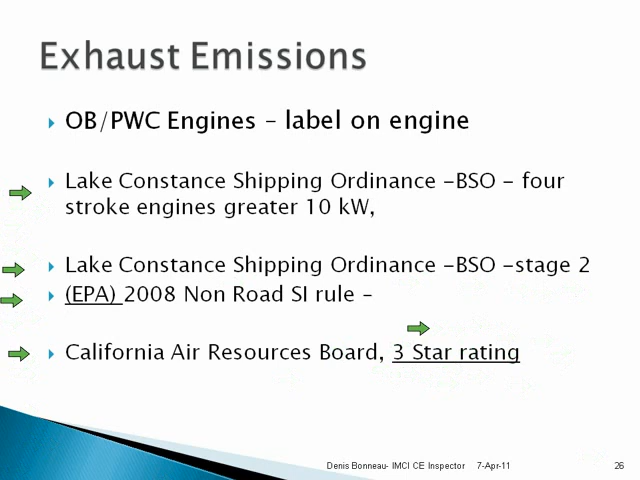 Exhaust Emissions
OB/PWC Engines – label on engine
Lake Constance Shipping Ordinance –BSO – four
stroke engines greater 10 kW,
Lake Constance Shipping Ordinance –BSO –stage 2
(EPA) 2008 Non Road SI rule –
California Air Resources Board, 3 Star rating
Denis Bonneau- IMCI CE Inspector 7-Apr-11 26